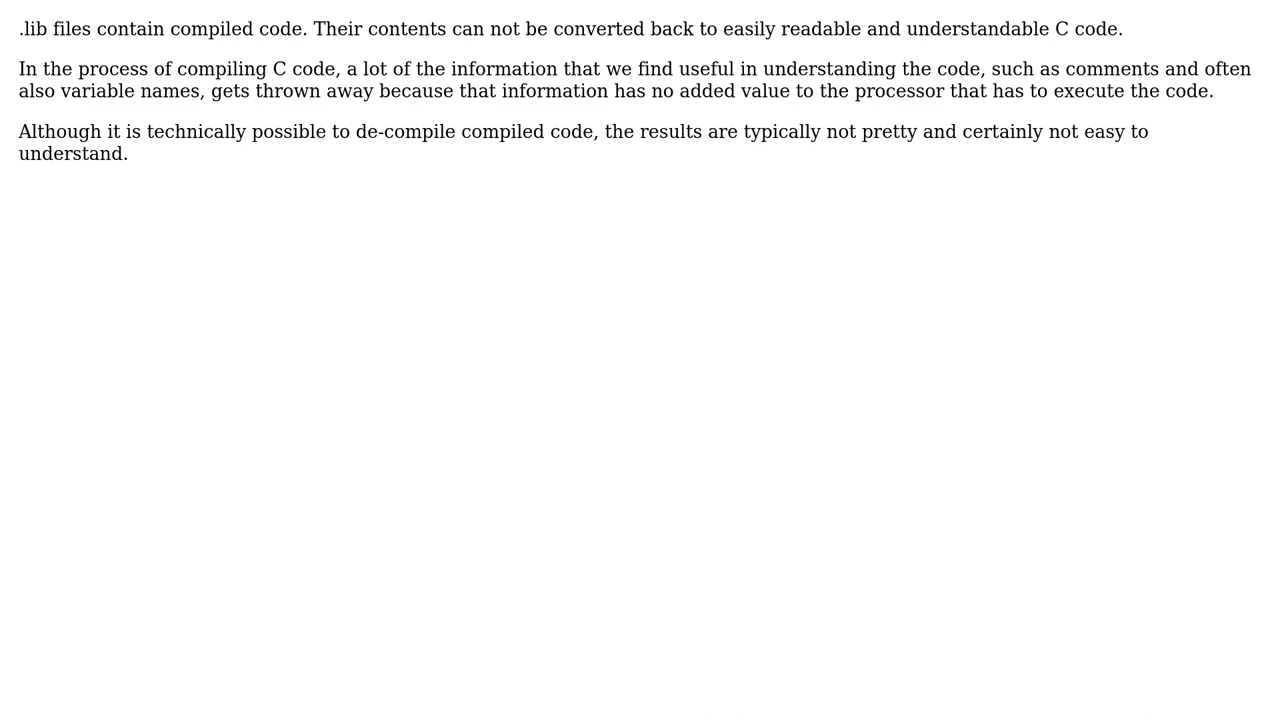 .lib files contain compiled code. Their contents can not be converted back to easily readable and understandable C code.
In the process of compiling C code, a lot of the information that we find useful in understanding the code, such as comments and often
also variable names, gets thrown away because that information has no added value to the processor that has to execute the code.
Although it is technically possible to de-compile compiled code, the results are typically not pretty and certainly not easy to
understand.